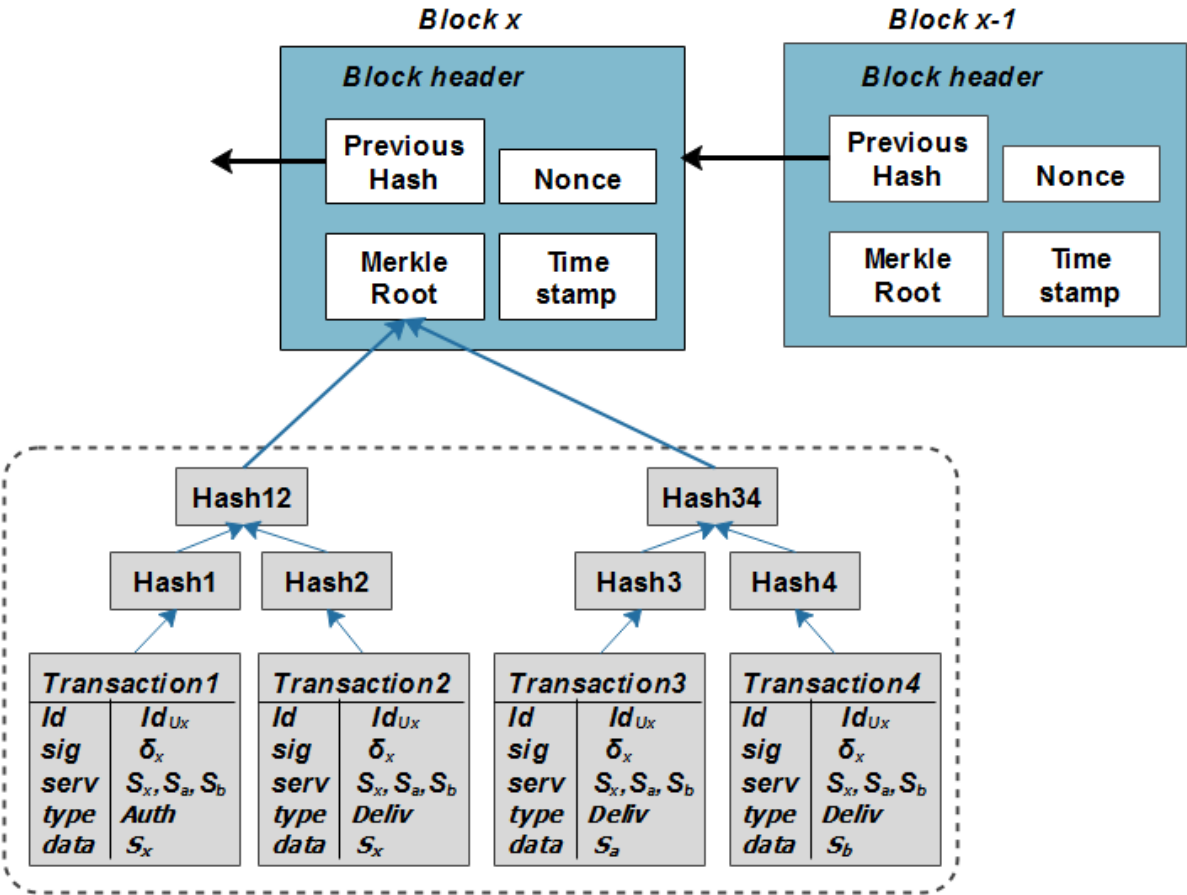 Block x
Block x-1
Block header
Block header
Previous
Hash
Nonce
Previous
Hash
Nonce
Merkle
Root
Time
stamp
Merkle
Root
Time
stamp
Hash12
Hash34
Hash1
Hash2
Hash3
Hash4
Transaction1
Id IdUx
sig δx
serv Sx, Sa, Sb
type Auth
data Sx
Transaction2
Id IdUx
sig δx
serv Sx, Sa, Sb
type Deliv
data Sx
Transaction3
Id IdUx
sig δx
serv Sx, Sa, Sb
type Deliv
data Sa
Transaction4
Id IdUx
sig δx
serv Sx, Sa, Sb
type Deliv
data Sb